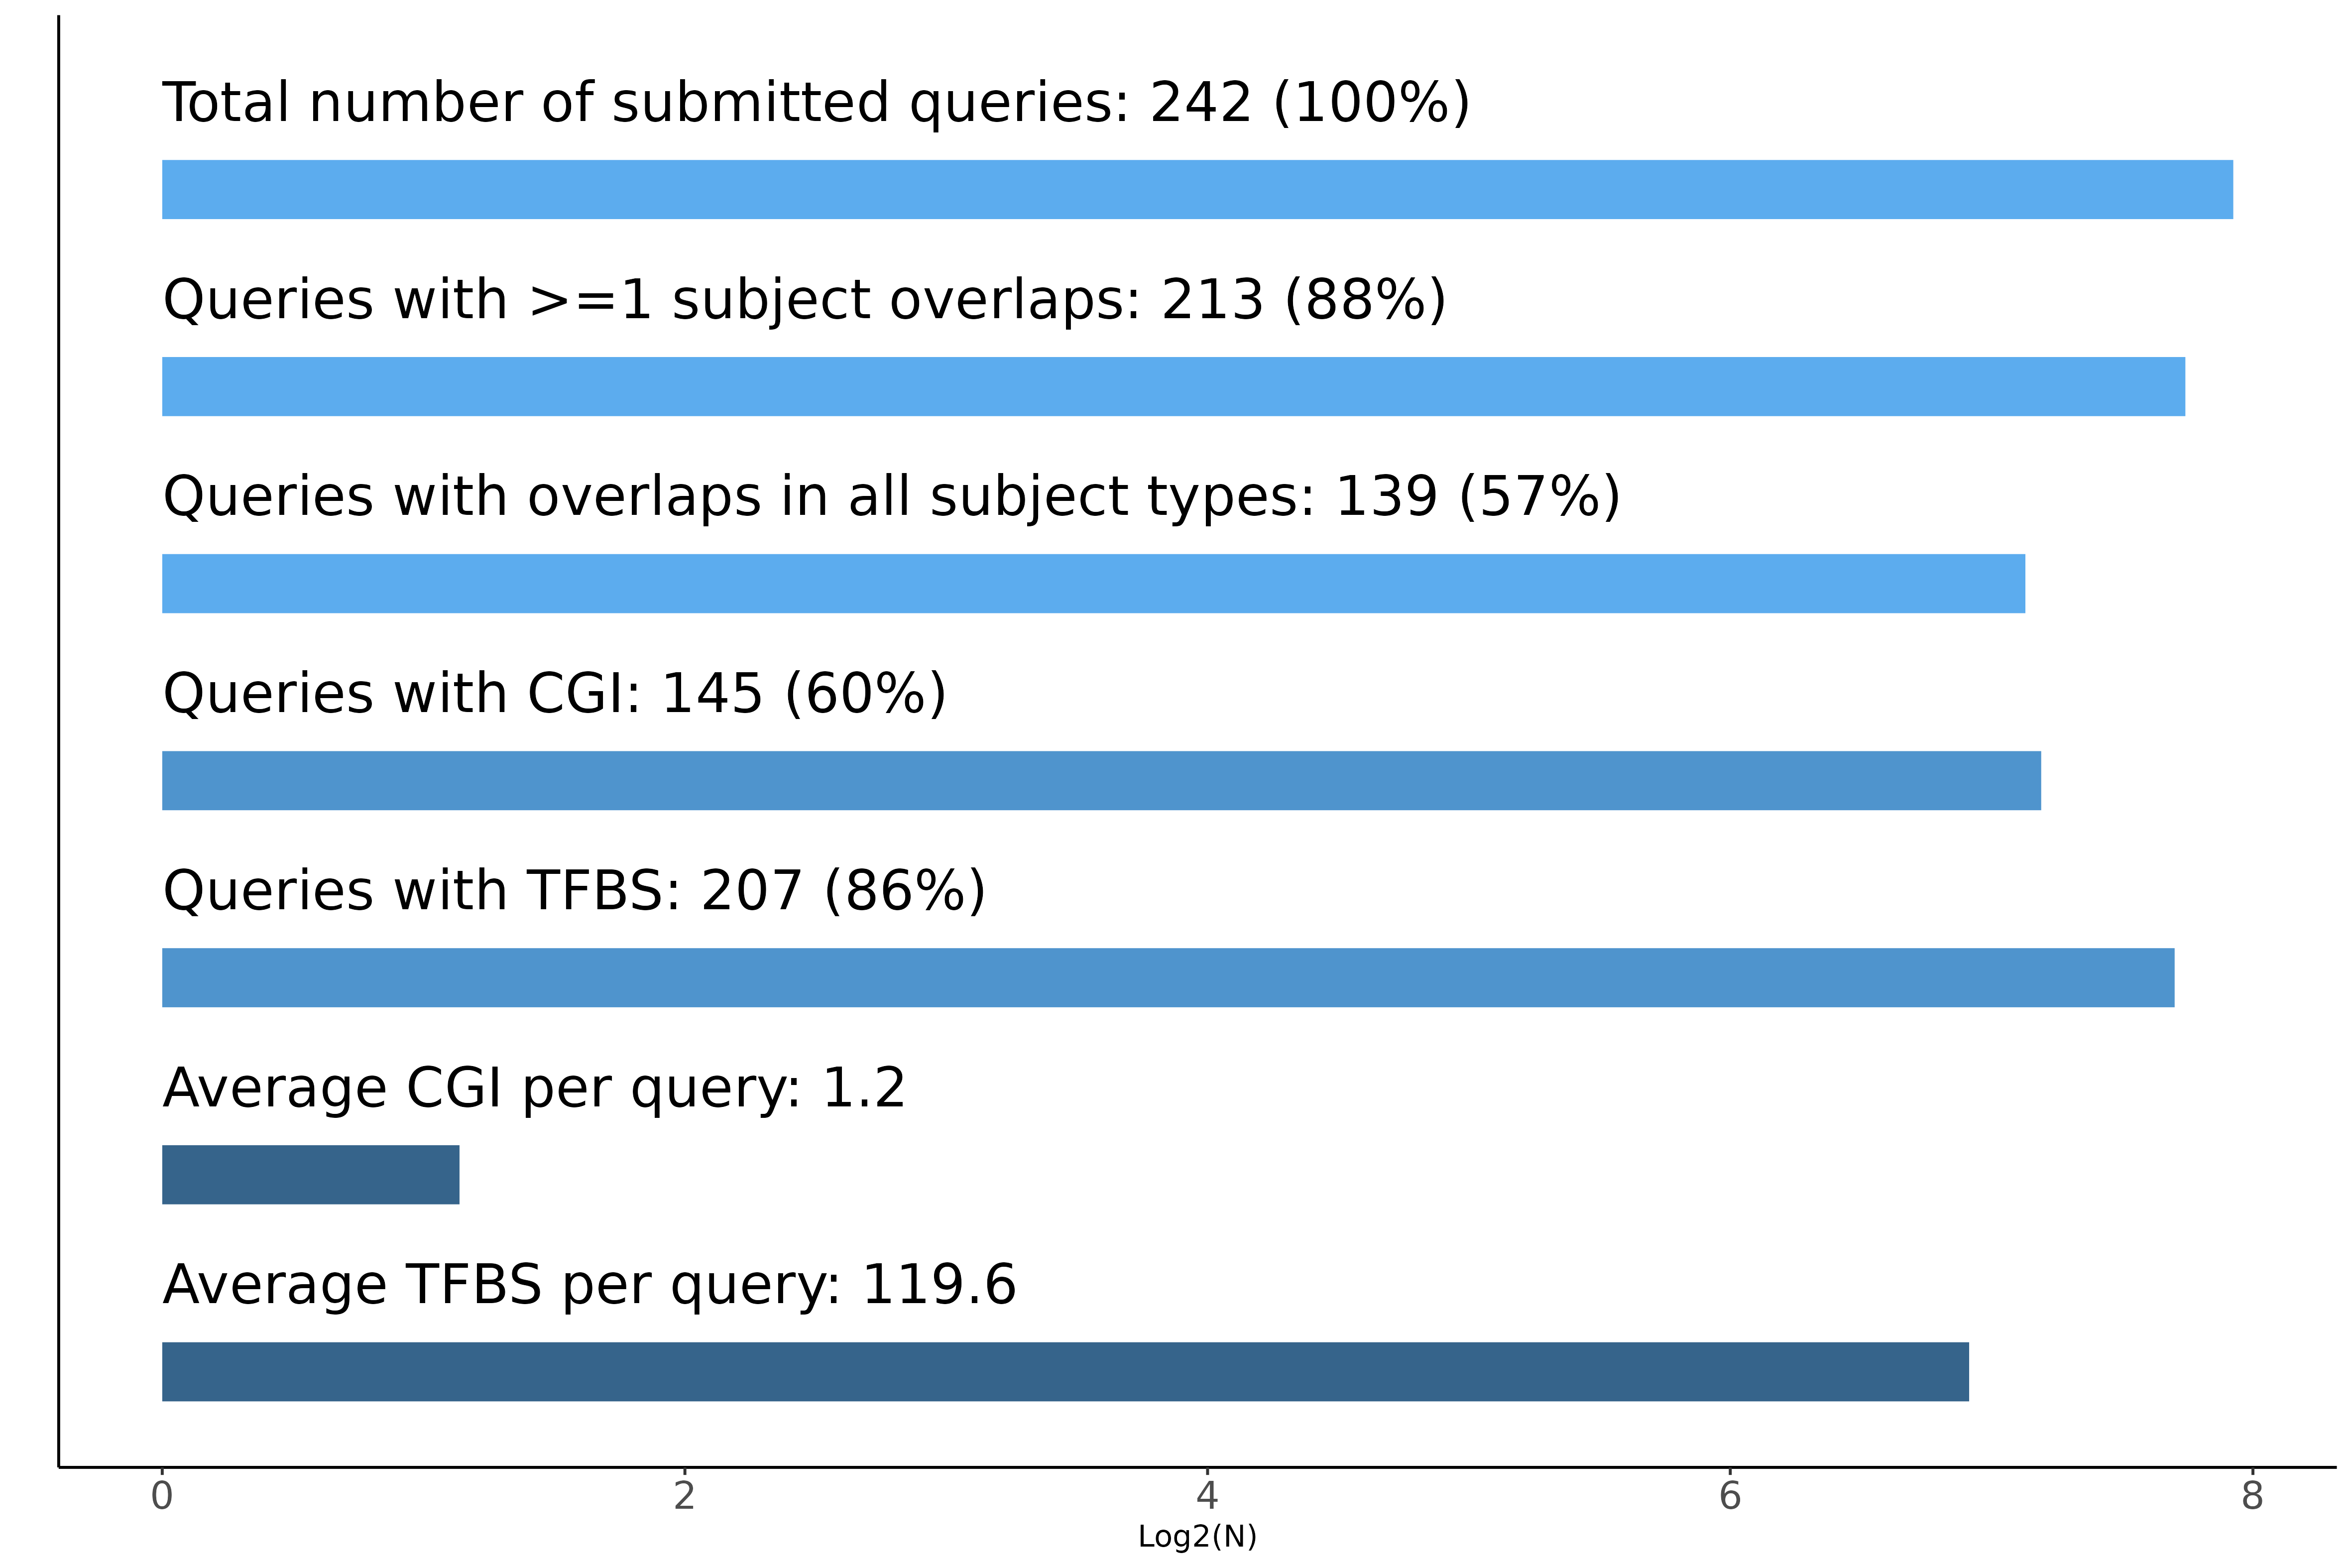 Total number of submitted queries: 242 (100%)
Queries with >=1 subject overlaps: 213 (88%)
Queries with overlaps in all subject types: 139 (57%)
Queries with CGI: 145 (60%)
Queries with TFBS: 207 (86%)
Average CGI per query: 1.2
Average TFBS per query: 119.6
0 2 4 6 8
Log2(N)